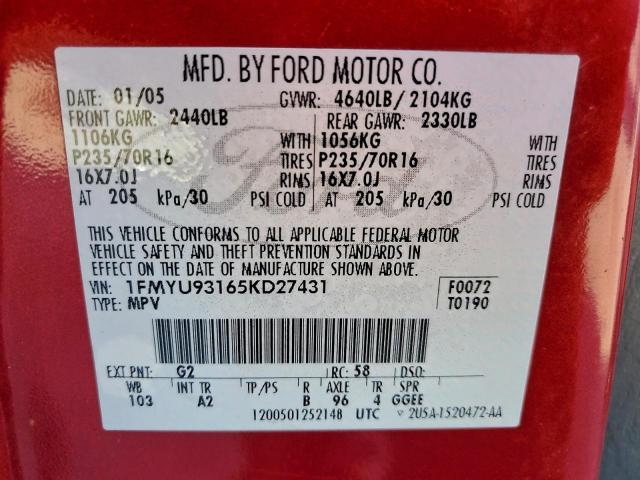 MFD. BY FORD MOTOR CO.
DATE: 01/05 GVWR: 4640LB/ 2104KG
FRONT GAWR: 2440LB REAR GAWR: 2330LB
1106KG WITH 1056KG WITH
P235/70R16 TIRES P235/70R16 TIRES
16X7.0J RIMS 16X7.0J RIMS
AT 205 kPa/30 PSI COLD AT 205 kPa/30 PSI COLD
Ford
THIS VEHICLE CONFORMS TO ALL APPLICABLE FEDERAL MOTOR
VEHICLE SAFETY AND THEFT PREVENTION STANDARDS IN
EFFECT ON THE DATE OF MANUFACTURE SHOWN ABOVE.
VIN: 1FMYU93165KD27431 F0072
TYPE: MPV T0190
EXT PNT: G2 RC: 58 DSO:
WB INT TR TP/PS R AXLE TR SPR
103 A2 B 96 4 GGEE
1200501252148 UTC 2U5A-1520472-AA